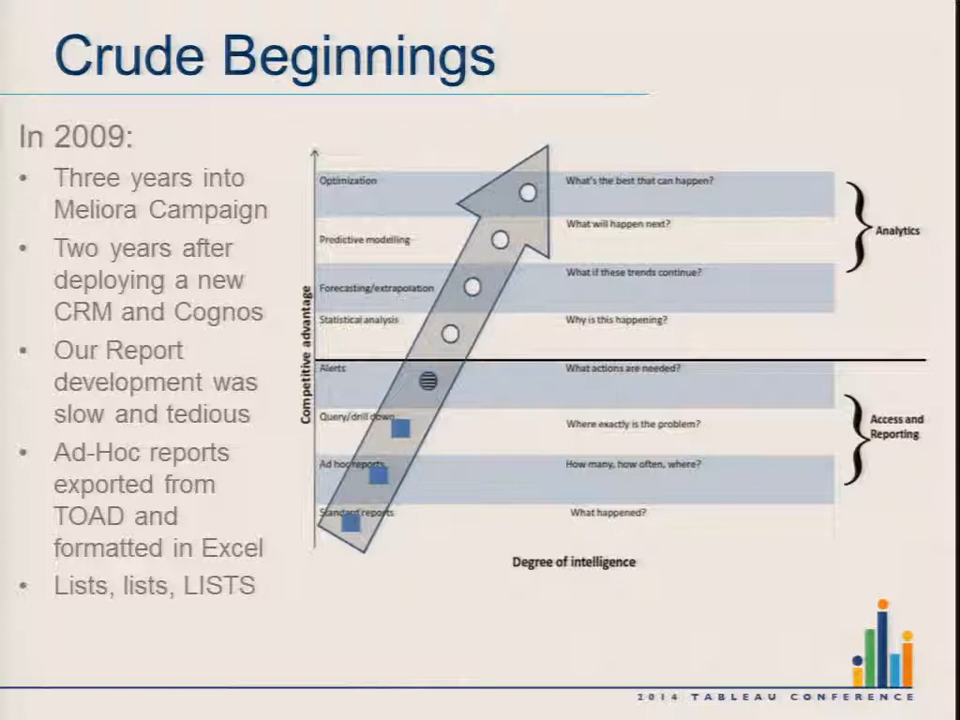 Crude Beginnings
In 2009:
• Three years into
Meliora Campaign
• Two years after
deploying a new
CRM and Cognos
• Our Report
development was
slow and tedious
• Ad-Hoc reports
exported from
TOAD and
formatted in Excel
• Lists, lists, LISTS
Competitive advantage
Optimization
What's the best that can happen?
Predictive modelling
What will happen next?
Forecasting/extrapolation
What if these trends continue?
Statistical analysis
Why is this happening?
Analytics
Alerts
What actions are needed?
Query/drill down
Where exactly is the problem?
Ad hoc reports
How many, how often, where?
Standard reports
What happened?
Access and
Reporting
Degree of intelligence
2014 TABLEAU CONFERENCE